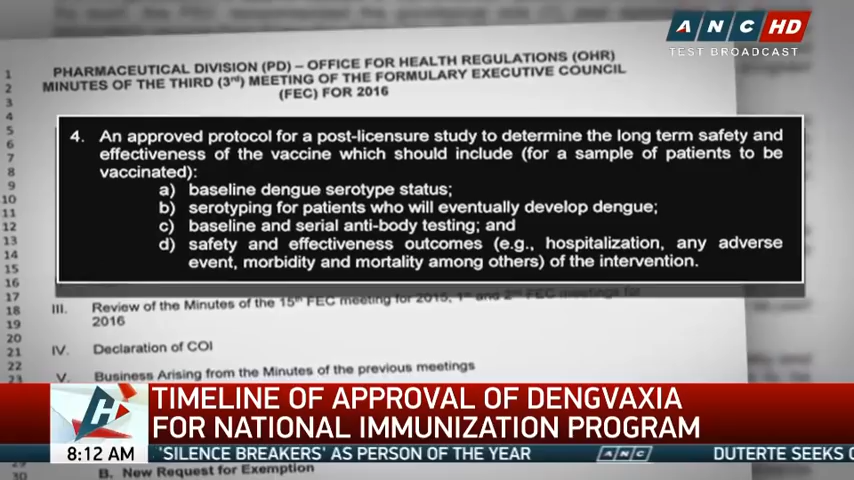 ANC HD
TEST BROADCAST
PHARMACEUTICAL DIVISION (PD) – OFFICE FOR HEALTH REGULATIONS (OHR)
MINUTES OF THE THIRD (3rd) MEETING OF THE FORMULARY EXECUTIVE COUNCIL
(FEC) FOR 2016
4. An approved protocol for a post-licensure study to determine the long term safety and
effectiveness of the vaccine which should include (for a sample of patients to be
vaccinated):
a) baseline dengue serotype status;
b) serotyping for patients who will eventually develop dengue;
c) baseline and serial anti-body testing; and
d) safety and effectiveness outcomes (e.g., hospitalization, any adverse
event, morbidity and mortality among others) of the intervention.
III. Review of the Minutes of the 15th FEC meeting for 2015, 1st and 2nd FEC meetings for
2016
IV. Declaration of COI
V. Business Arising from the Minutes of the previous meetings
H
TIMELINE OF APPROVAL OF DENGVAXIA
FOR NATIONAL IMMUNIZATION PROGRAM
8:12 AM 'SILENCE BREAKERS' AS PERSON OF THE YEAR ANC DUTERTE SEEKS
B. New Request for Exemption
1
2
3
4
5
6
7
8
9
10
11
12
13
14
15
16
17
18
19
20
21
22
23
29
30